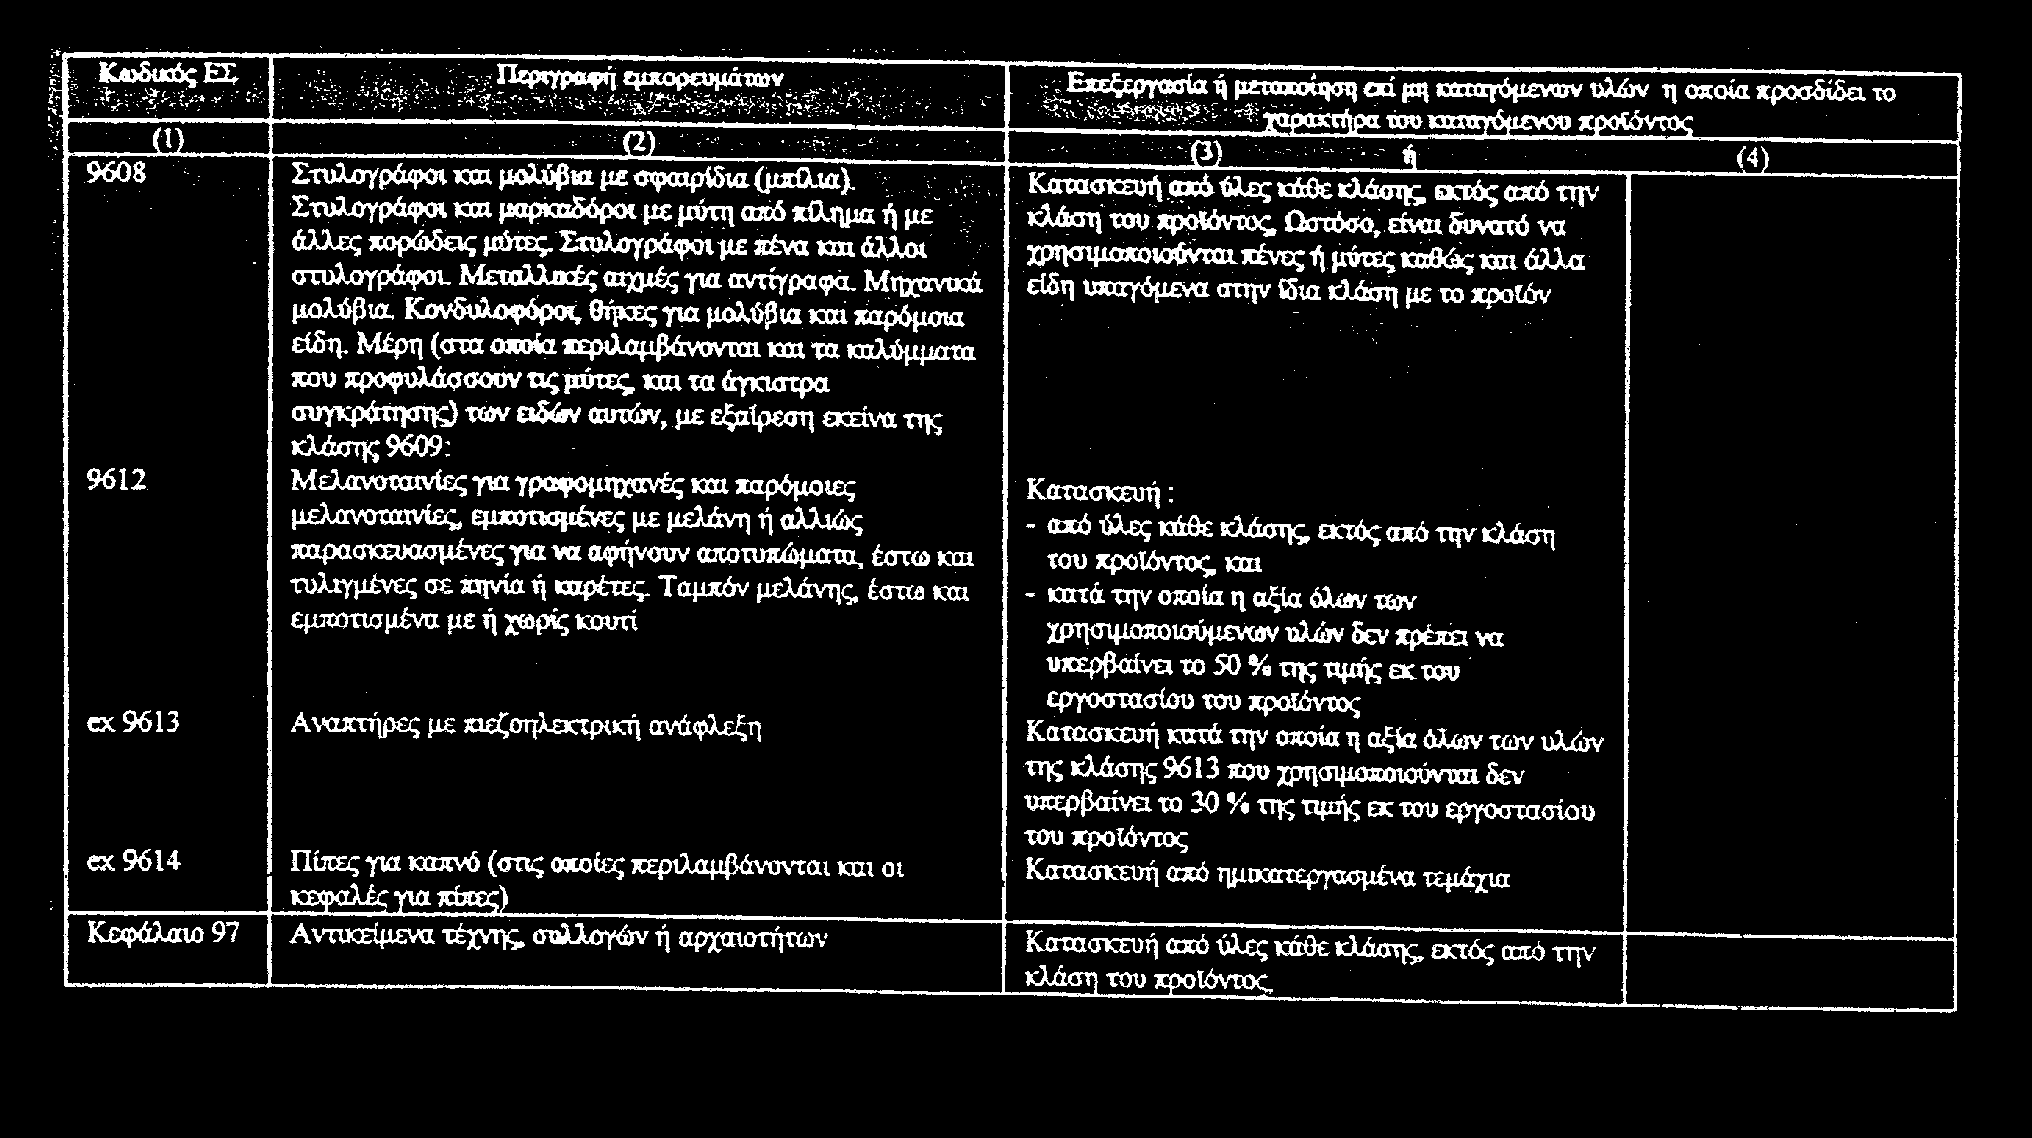 Κωδικός ΕΣ
Περιγραφή εμπορευμάτων
Επεξεργασία ή μεταποίηση επί μη καταγόμενων υλών η οποία προσδίδει το
χαρακτήρα του καταγόμενου προϊόντος
(1)
(2)
(3) ή (4)
9608
Στυλογράφοι και μολύβια με σφαιρίδια (μπίλια).
Στυλογράφοι και μαρκαδόροι με μύτη από πίλημα ή με
άλλες πορώδεις μύτες. Στυλογράφοι με πένα και άλλοι
στυλογράφοι. Μεταλλικές αιχμές για αντίγραφα. Μηχανικά
μολύβια. Κονδυλοφόροι, θήκες για μολύβια και παρόμοια
είδη. Μέρη (στα οποία περιλαμβάνονται και τα καλύμματα
που προφυλάσσουν τις μύτες, και τα άγκιστρα
συγκράτησης) των ειδών αυτών, με εξαίρεση εκείνα της
κλάσης 9609:
Κατασκευή από ύλες κάθε κλάσης, εκτός από την
κλάση του προϊόντος. Ωστόσο, είναι δυνατό να
χρησιμοποιούνται πένες ή μύτες καθώς και άλλα
είδη υπαγόμενα στην ίδια κλάση με το προϊόν
9612
Μελανοταινίες για γραφομηχανές και παρόμοιες
μελανοταινίες, εμποτισμένες με μελάνη ή αλλιώς
παρασκευασμένες για να αφήνουν αποτυπώματα, έστω και
τυλιγμένες σε πηνία ή καρέτες. Ταμπόν μελάνης, έστω και
εμποτισμένα με ή χωρίς κουτί
Κατασκευή :
- από ύλες κάθε κλάσης, εκτός από την κλάση
του προϊόντος, και
- κατά την οποία η αξία όλων των
χρησιμοποιούμενων υλών δεν πρέπει να
υπερβαίνει το 50 % της τιμής εκ του
εργοστασίου του προϊόντος
ex 9613
Αναπτήρες με πιεζοηλεκτρική ανάφλεξη
Κατασκευή κατά την οποία η αξία όλων των υλών
της κλάσης 9613 που χρησιμοποιούνται δεν
υπερβαίνει το 30 % της τιμής εκ του εργοστασίου
του προϊόντος
ex 9614
Πίπες για καπνό (στις οποίες περιλαμβάνονται και οι
κεφαλές για πίπες)
Κατασκευή από ημικατεργασμένα τεμάχια
Κεφάλαιο 97
Αντικείμενα τέχνης, συλλογών ή αρχαιοτήτων
Κατασκευή από ύλες κάθε κλάσης, εκτός από την
κλάση του προϊόντος.